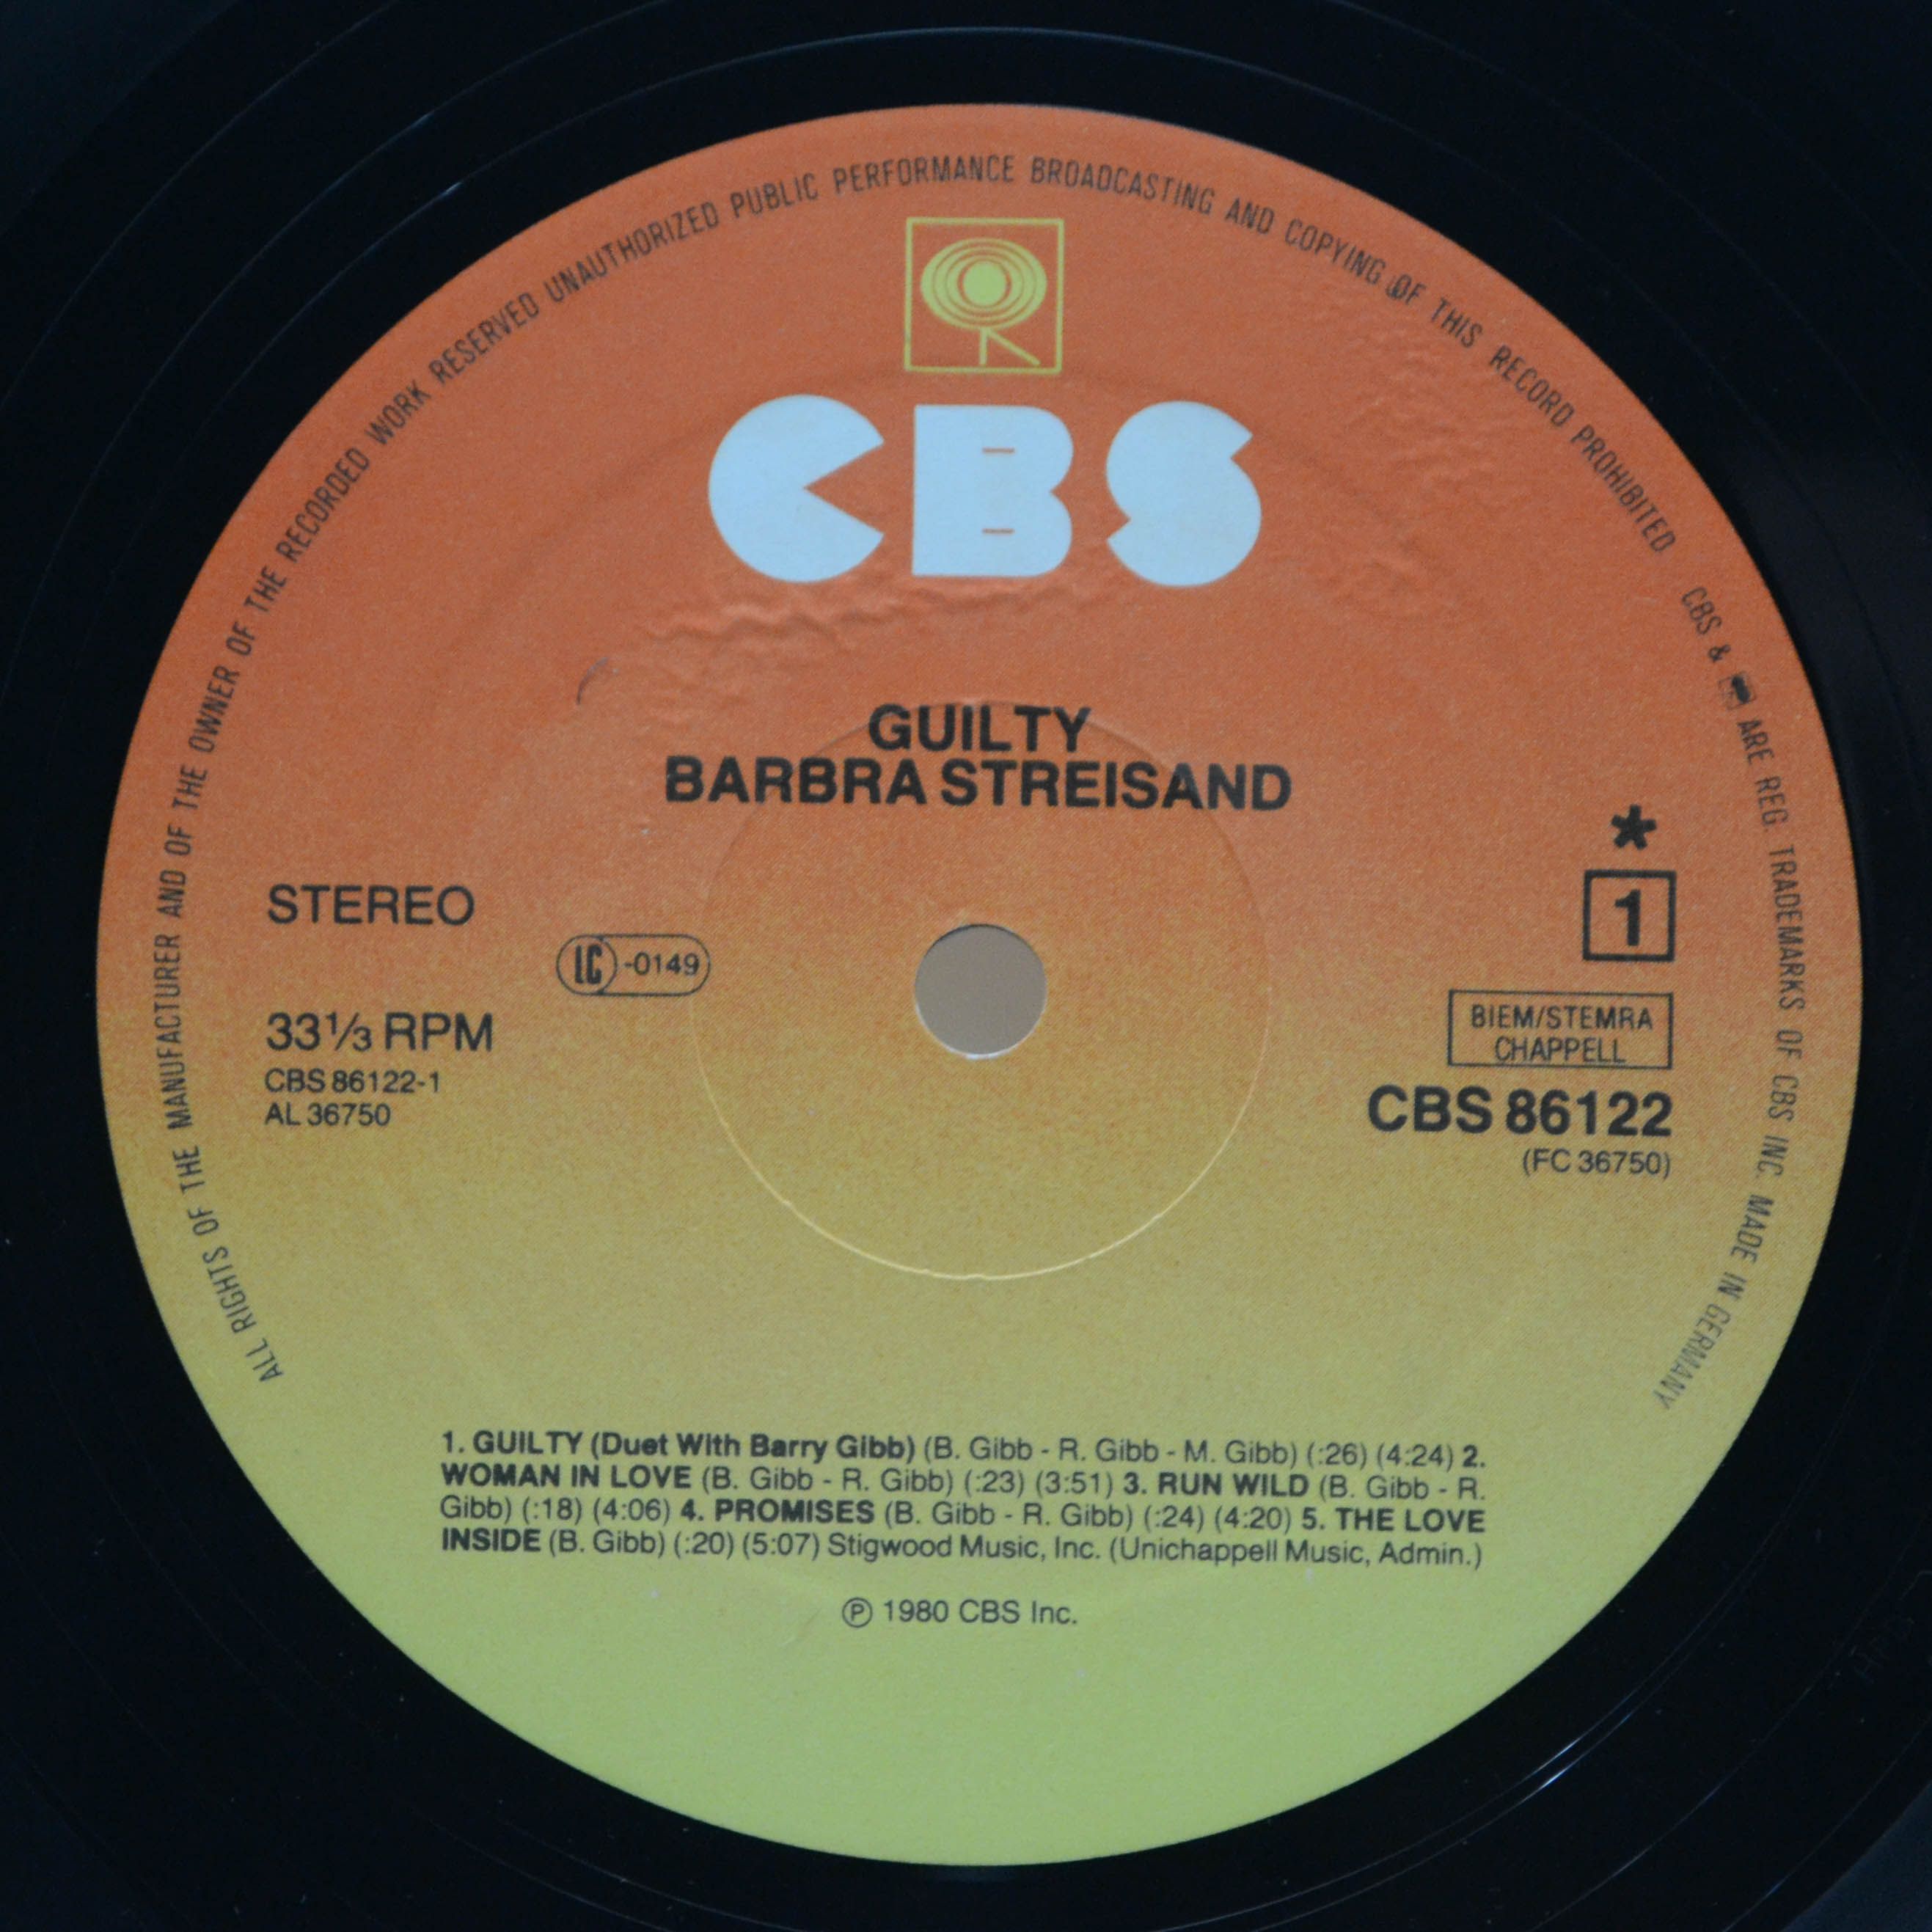 ALL RIGHTS OF THE MANUFACTURER AND OF THE OWNER OF THE RECORDED WORK RESERVED UNAUTHORIZED PUBLIC PERFORMANCE BROADCASTING AND COPYING OF THIS RECORD PROHIBITED CBS & ARE REG. TRADEMARKS OF CBS INC. MADE IN GERMANY
CBS
GUILTY
BARBRA STREISAND
STEREO
LC -0149
33⅓ RPM
CBS 86122-1
AL 36750
*
1
BIEM/STEMRA
CHAPPELL
CBS 86122
(FC 36750)
1. GUILTY (Duet With Barry Gibb) (B. Gibb - R. Gibb - M. Gibb) (:26) (4:24) 2.
WOMAN IN LOVE (B. Gibb - R. Gibb) (:23) (3:51) 3. RUN WILD (B. Gibb - R.
Gibb) (:18) (4:06) 4. PROMISES (B. Gibb - R. Gibb) (:24) (4:20) 5. THE LOVE
INSIDE (B. Gibb) (:20) (5:07) Stigwood Music, Inc. (Unichappell Music, Admin.)
℗ 1980 CBS Inc.